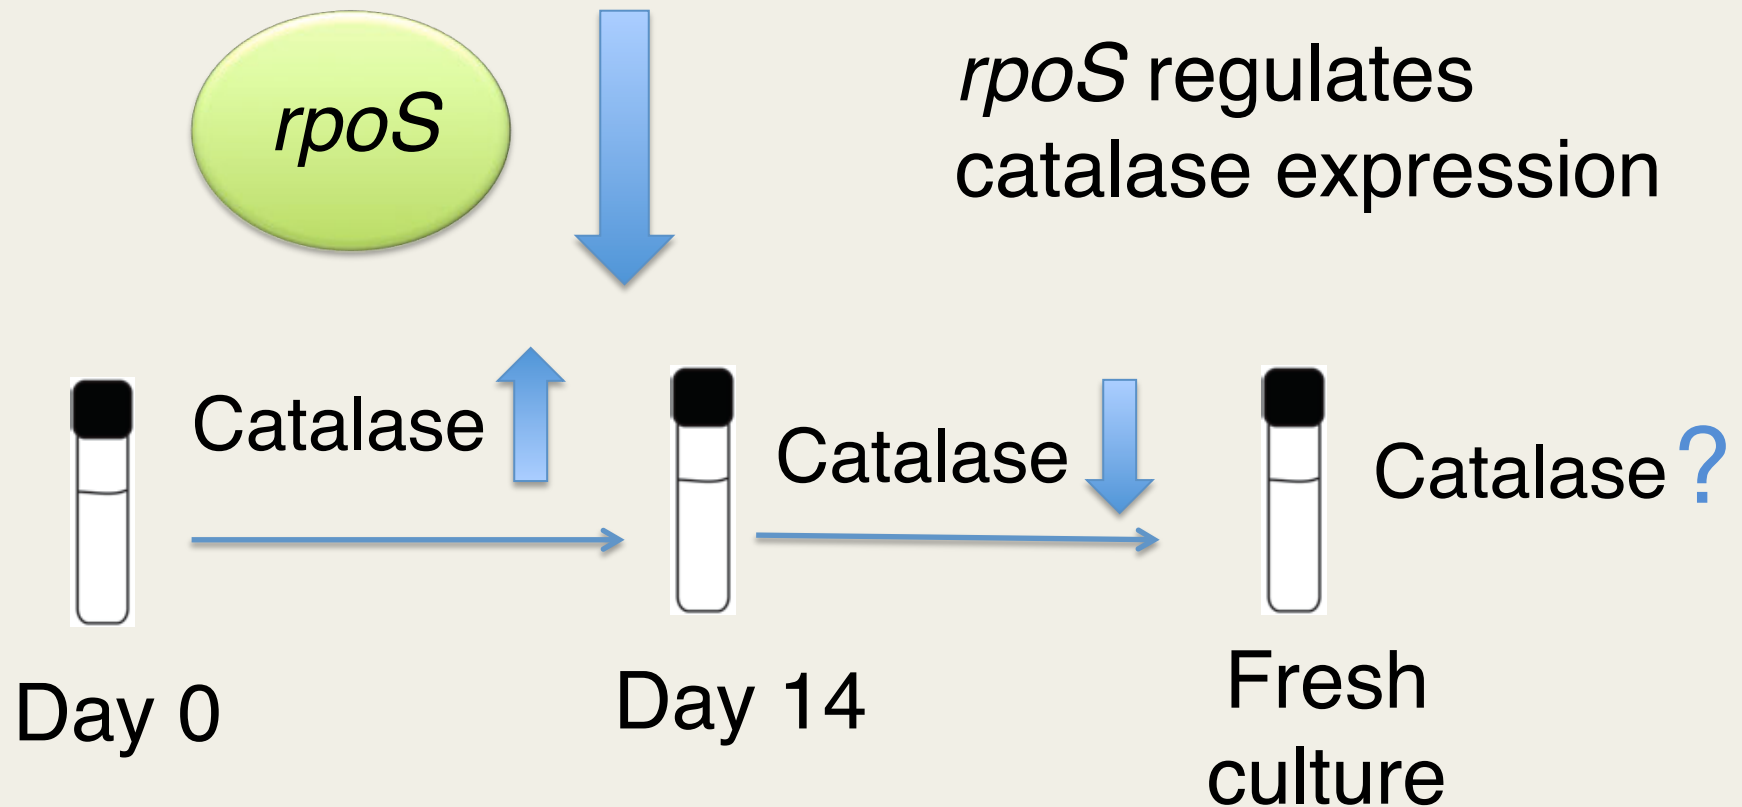 rpoS
rpoS regulates
catalase expression
Catalase
Catalase
Catalase ?
Day 0
Day 14
Fresh
culture